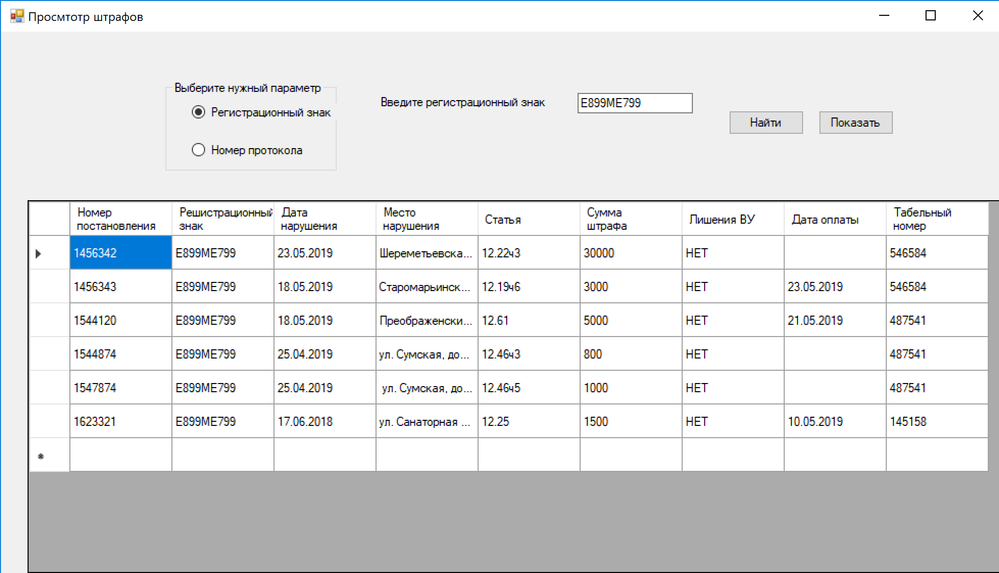 Просмтотр штрафов
Выберите нужный параметр
Регистрационный знак
Номер протокола
Введите регистрационный знак
E899ME799
Найти
Показать
Номер постановления Решистрационный знак Дата нарушения Место нарушения Статья Сумма штрафа Лишения ВУ Дата оплаты Табельный номер
1456342 E899ME799 23.05.2019 Шереметьевска... 12.22ч3 30000 НЕТ 546584
1456343 E899ME799 18.05.2019 Старомарьинск... 12.19ч6 3000 НЕТ 23.05.2019 546584
1544120 E899ME799 18.05.2019 Преображенски... 12.61 5000 НЕТ 21.05.2019 487541
1544874 E899ME799 25.04.2019 ул. Сумская, до... 12.46ч3 800 НЕТ 487541
1547874 E899ME799 25.04.2019 ул. Сумская, до... 12.46ч5 1000 НЕТ 487541
1623321 E899ME799 17.06.2018 ул. Санаторная ... 12.25 1500 НЕТ 10.05.2019 145158